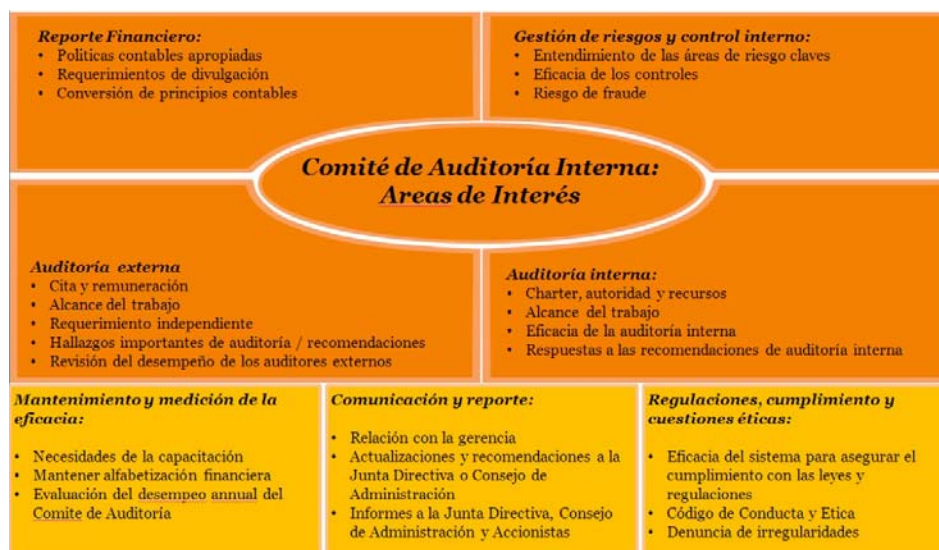 Reporte Financiero:
• Politicas contables apropiadas
• Requerimientos de divulgación
• Conversión de principios contables
Gestión de riesgos y control interno:
• Entendimiento de las áreas de riesgo claves
• Eficacia de los controles
• Riesgo de fraude
Comité de Auditoría Interna:
Areas de Interés
Auditoría externa
• Cita y remuneración
• Alcance del trabajo
• Requerimiento independiente
• Hallazgos importantes de auditoría / recomendaciones
• Revisión del desempeño de los auditores externos
Auditoría interna:
• Charter, autoridad y recursos
• Alcance del trabajo
• Eficacia de la auditoría interna
• Respuestas a las recomendaciones de auditoría interna
Mantenimiento y medición de la
eficacia:
• Necesidades de la capacitación
• Mantener alfabetización financiera
• Evaluación del desempeo annual del
Comite de Auditoría
Comunicación y reporte:
• Relación con la gerencia
• Actualizaciones y recomendaciones a la
Junta Directiva o Consejo de
Administración
• Informes a la Junta Directiva, Consejo
de Administración y Accionistas
Regulaciones, cumplimiento y
cuestiones éticas:
• Eficacia del sistema para asegurar el
cumplimiento con las leyes y
regulaciones
• Código de Conducta y Etica
• Denuncia de irregularidades